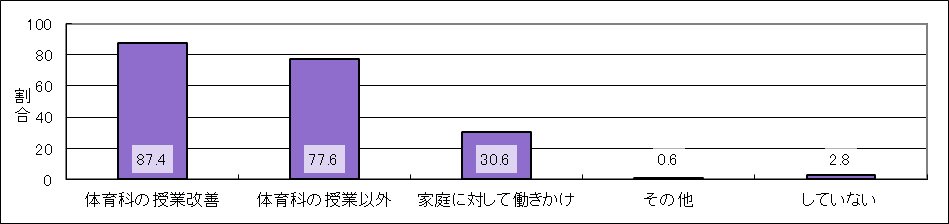 100
80
60
40
20
0
割合
87.4
77.6
30.6
0.6
2.8
体育科の授業改善
体育科の授業以外
家庭に対して働きかけ
その他
していない